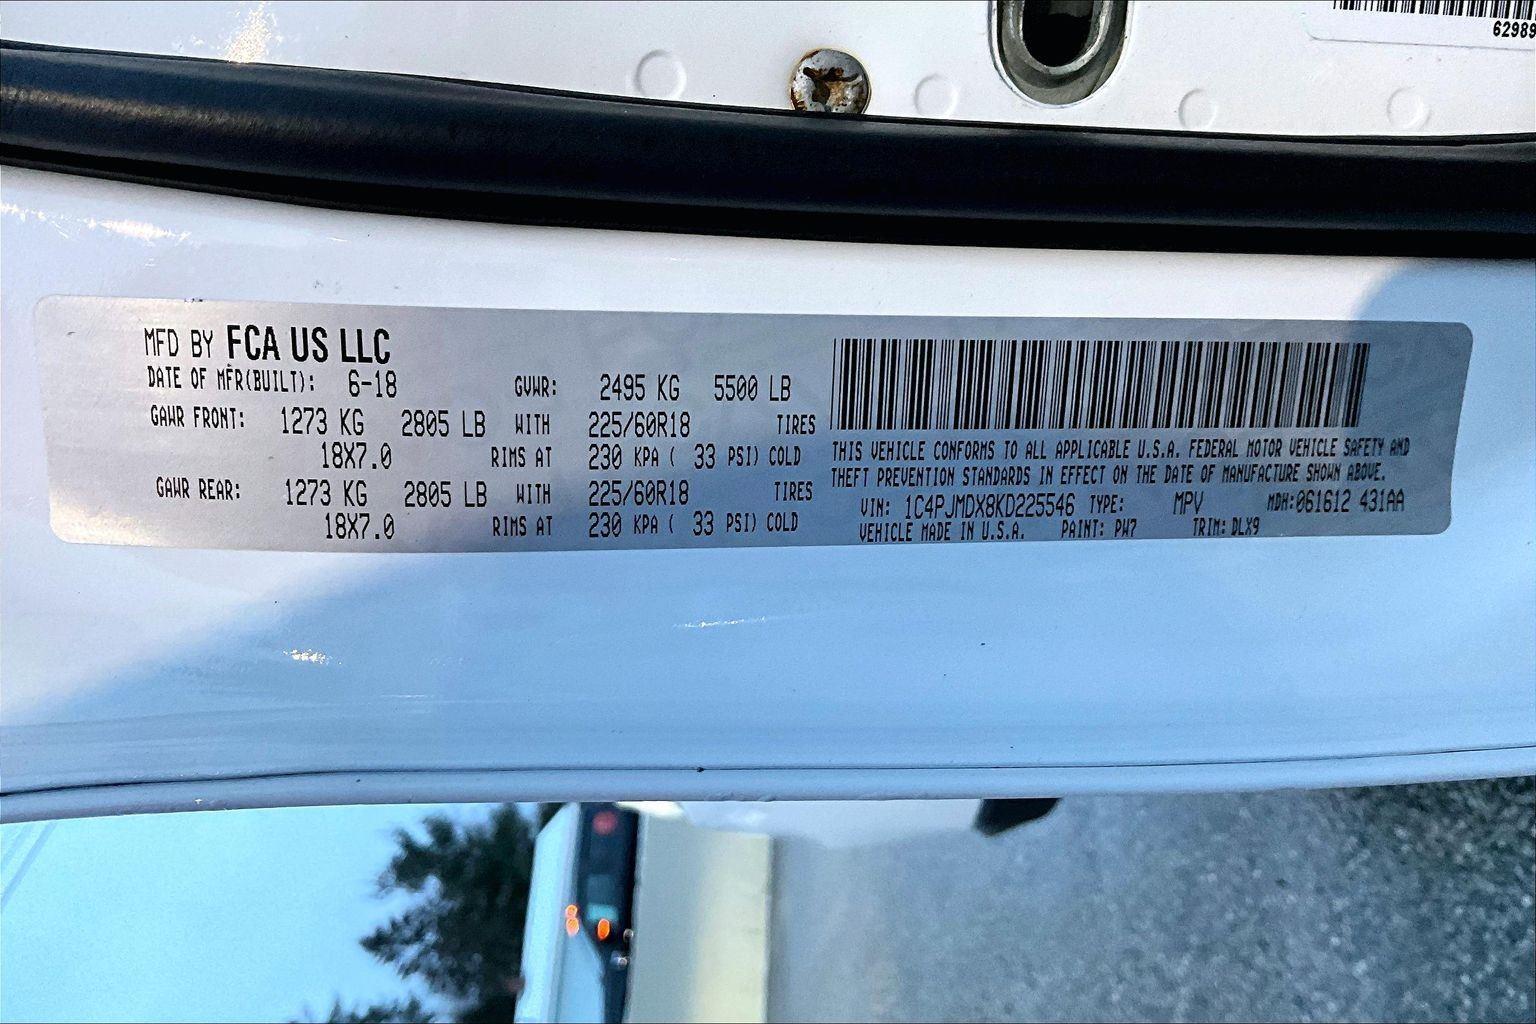 62989
MFD BY FCA US LLC
DATE OF MFR(BUILT): 6-18 GVWR: 2495 KG 5500 LB
GAWR FRONT: 1273 KG 2805 LB WITH 225/60R18 TIRES
18X7.0 RIMS AT 230 KPA ( 33 PSI) COLD
GAWR REAR: 1273 KG 2805 LB WITH 225/60R18 TIRES
18X7.0 RIMS AT 230 KPA ( 33 PSI) COLD
THIS VEHICLE CONFORMS TO ALL APPLICABLE U.S.A. FEDERAL MOTOR VEHICLE SAFETY AND
THEFT PREVENTION STANDARDS IN EFFECT ON THE DATE OF MANUFACTURE SHOWN ABOVE.
VIN: 1C4PJMDX8KD225546 TYPE: MPV MDH:061612 431AA
VEHICLE MADE IN U.S.A. PAINT: PW7 TRIM: DLX9